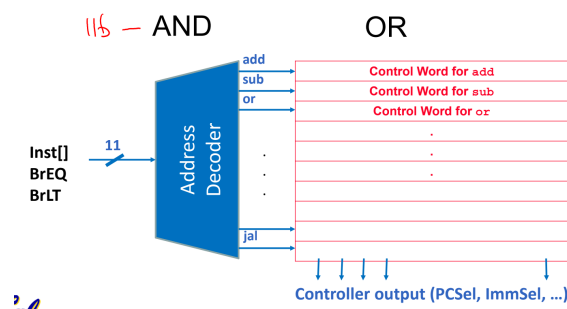 11b — AND
OR
add
sub
or
Control Word for add
Control Word for sub
Control Word for or
11
Inst[]
BrEQ
BrLT
Address
Decoder
jal
Controller output (PCSel, ImmSel, ...)